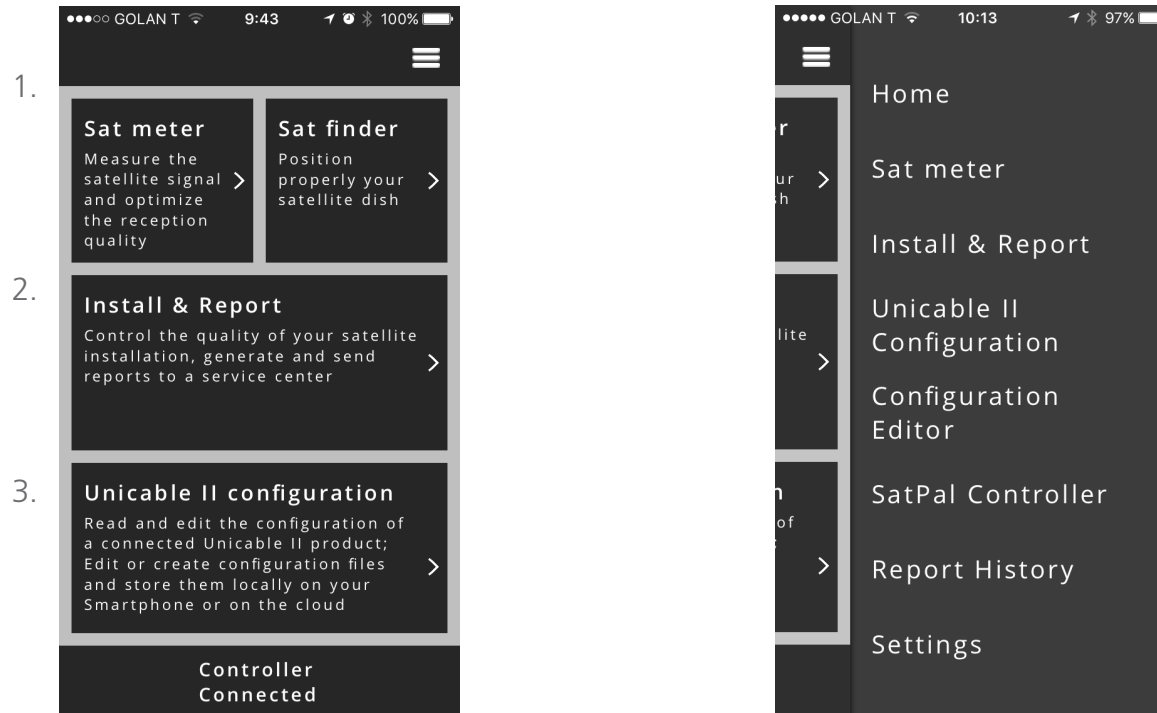 GOLAN T 9:43 100%
1.
Sat meter
Measure the
satellite signal
and optimize
the reception
quality
Sat finder
Position
properly your
satellite dish
2.
Install & Report
Control the quality of your satellite
installation, generate and send
reports to a service center
3.
Unicable II configuration
Read and edit the configuration of
a connected Unicable II product;
Edit or create configuration files
and store them locally on your
Smartphone or on the cloud
Controller
Connected
GOLAN T 10:13 97%
Home
Sat meter
Install & Report
Unicable II
Configuration
Configuration
Editor
SatPal Controller
Report History
Settings
of
lite